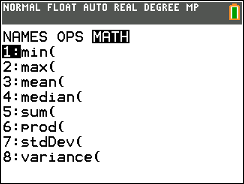 NORMAL FLOAT AUTO REAL DEGREE MP
NAMES OPS MATH
1:min(
2:max(
3:mean(
4:median(
5:sum(
6:prod(
7:stdDev(
8:variance(